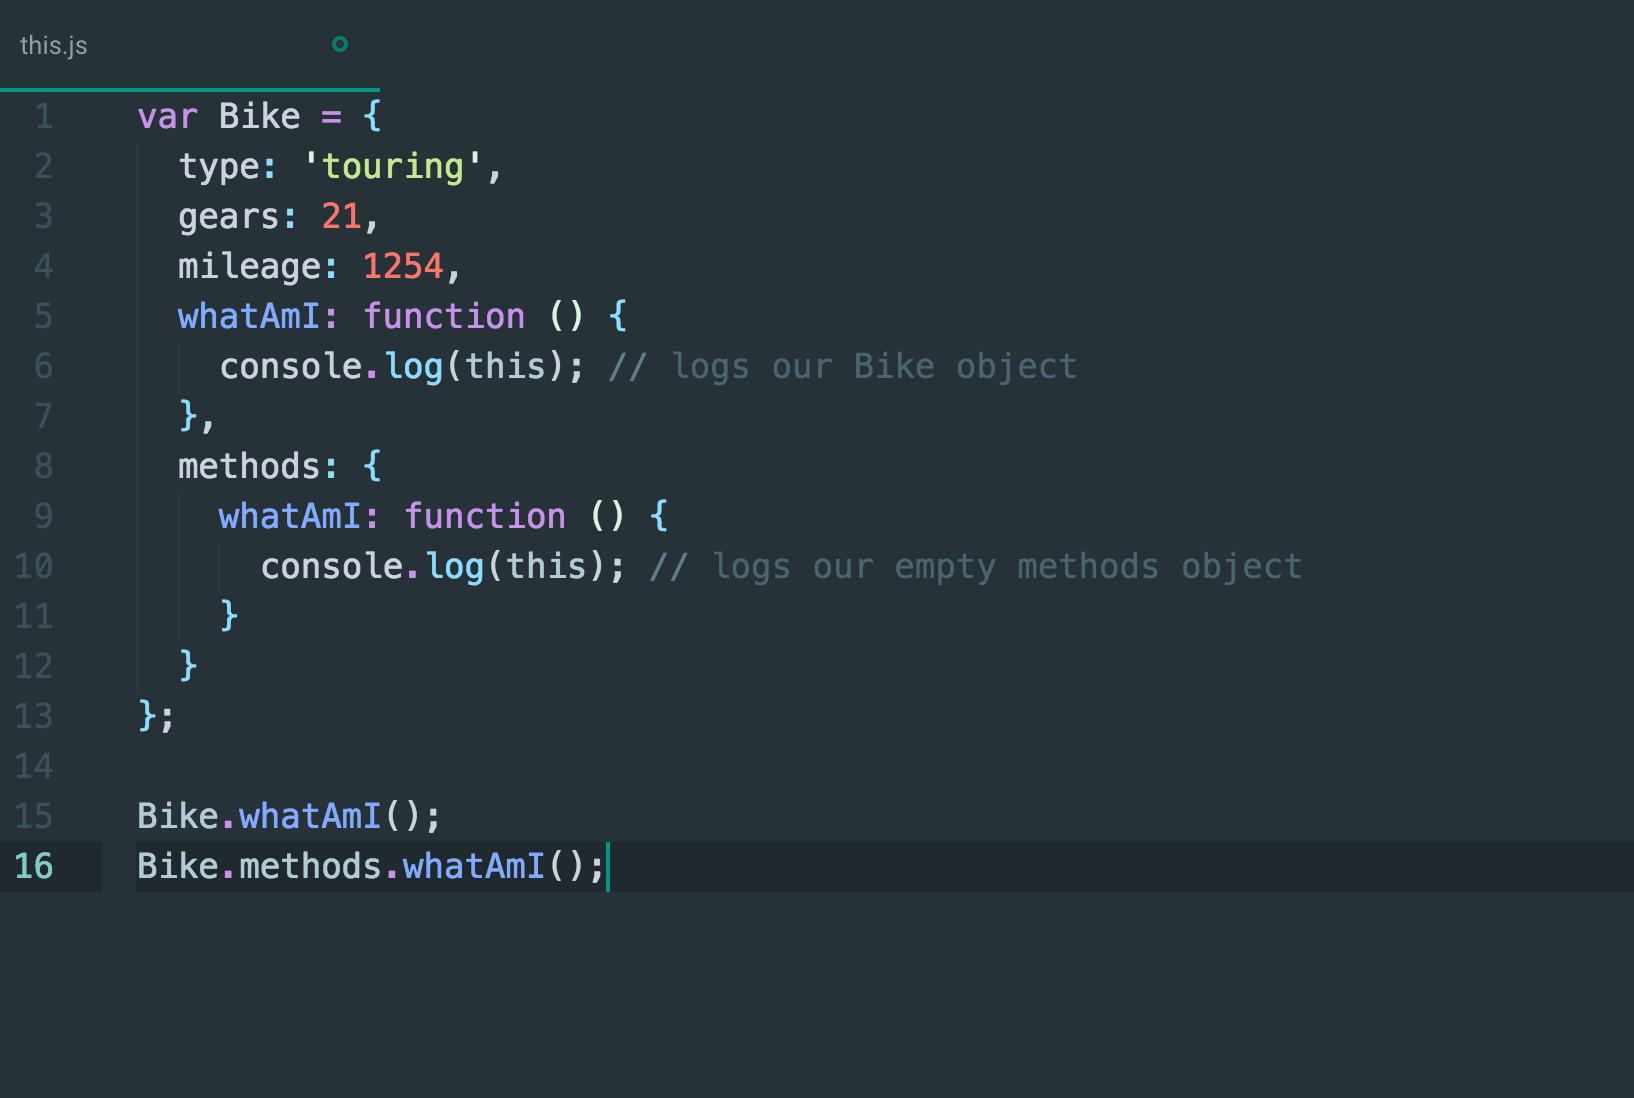 this.js
1 var Bike = {
2   type: 'touring',
3   gears: 21,
4   mileage: 1254,
5   whatAmI: function () {
6     console.log(this); // logs our Bike object
7   },
8   methods: {
9     whatAmI: function () {
10       console.log(this); // logs our empty methods object
11     }
12   }
13 };
14
15 Bike.whatAmI();
16 Bike.methods.whatAmI();